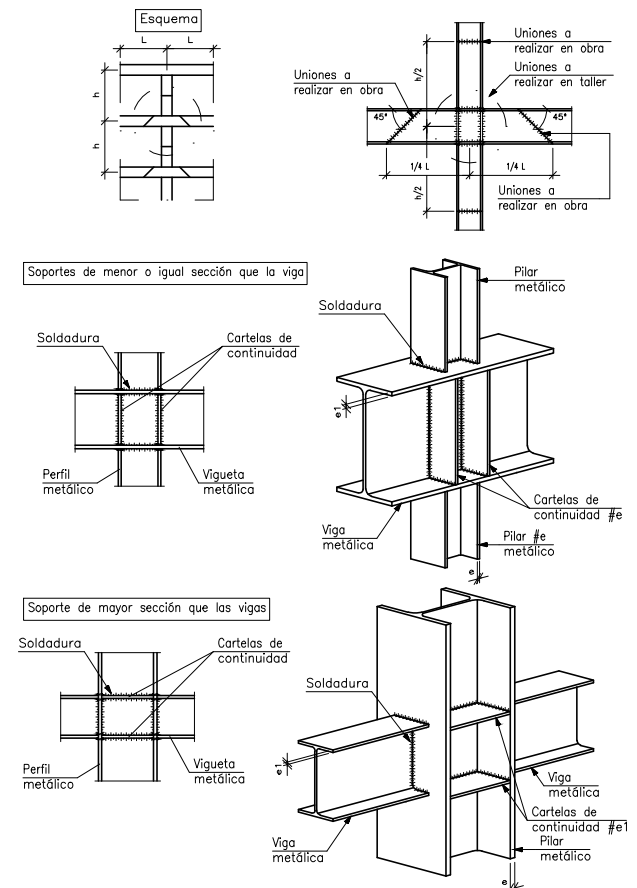 Esquema
L
L
h
h
Uniones a
realizar en obra
Uniones a
realizar en taller
Uniones a
realizar en obra
h/2
45°
45°
1/4 L
1/4 L
h/2
Uniones a
realizar en obra
Soportes de menor o igual sección que la viga
Soldadura
Cartelas de
continuidad
Perfil
metálico
Vigueta
metálica
Pilar
metálico
Soldadura
e1
Cartelas de
continuidad #e
Viga
metálica
Pilar #e
metálico
e
Soporte de mayor sección que las vigas
Soldadura
Cartelas de
continuidad
Perfil
metálico
Vigueta
metálica
Soldadura
e1
Viga
metálica
Cartelas de
continuidad #e1
Viga
metálica
Pilar
metálico
e